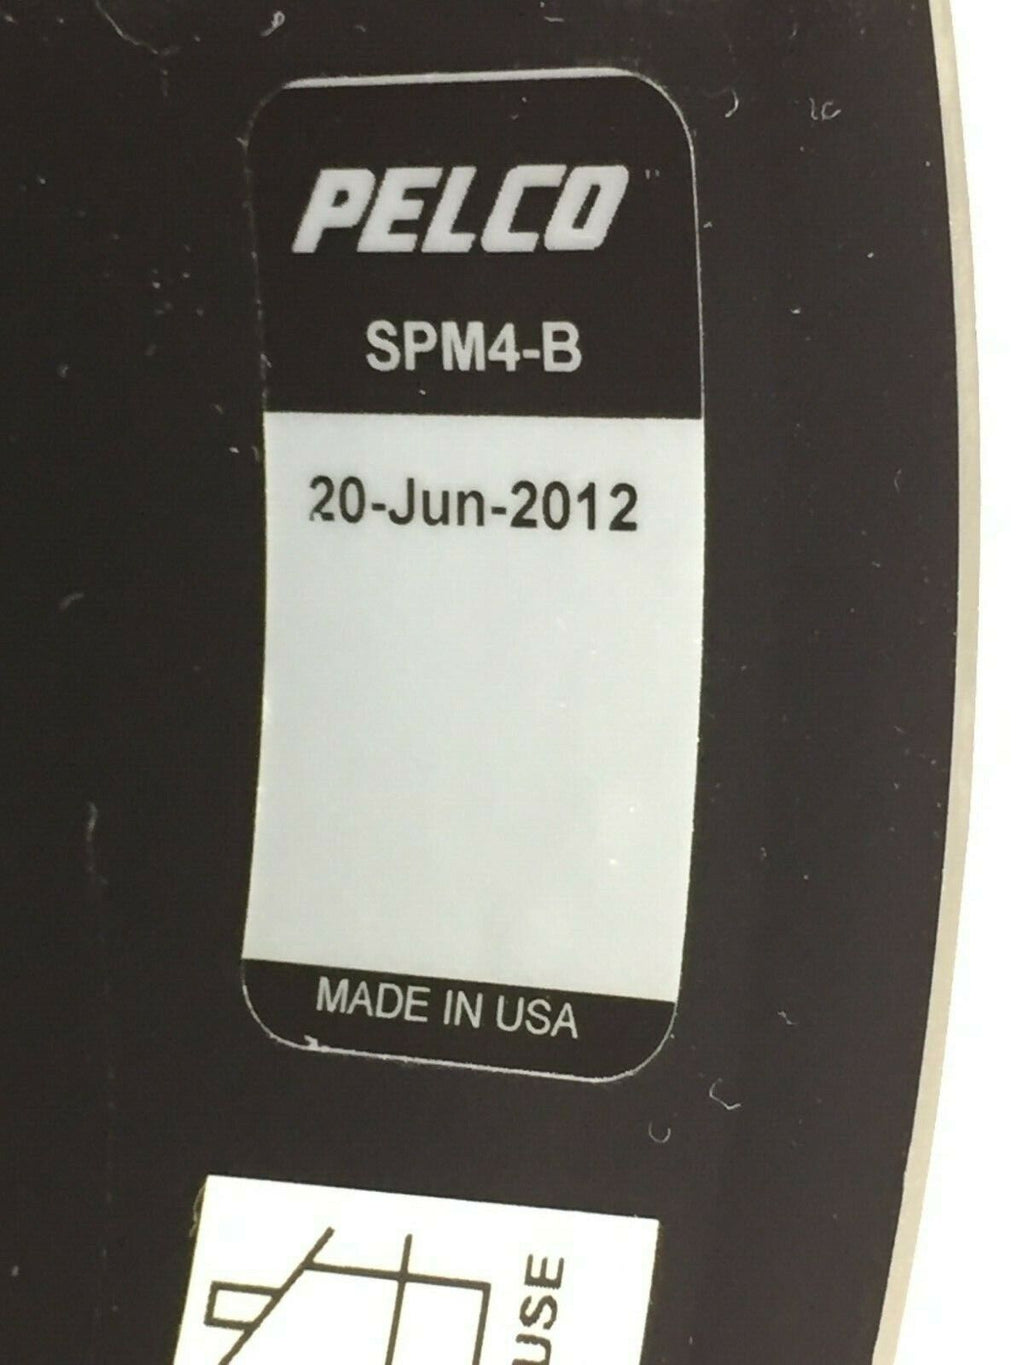 PELCO
SPM4-B
20-Jun-2012
MADE IN USA
USE